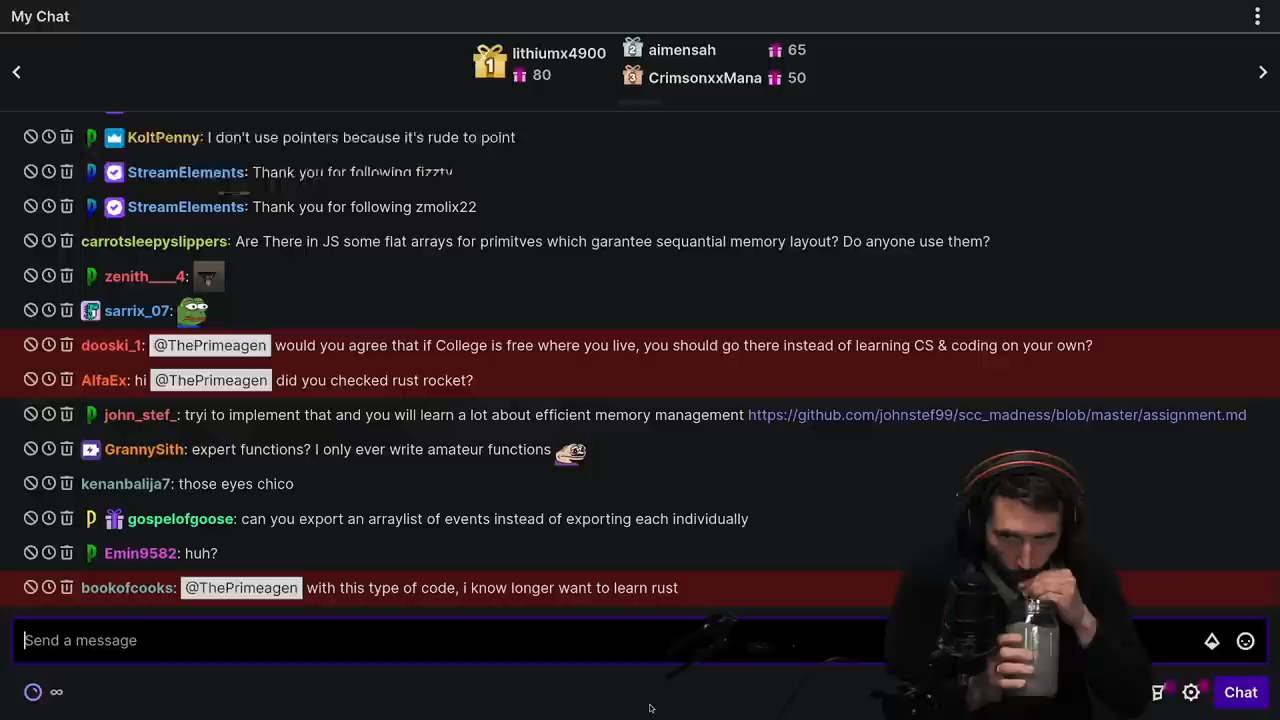 My Chat
1
lithiumx4900
80
2
aimensah
65
3
CrimsonxxMana
50
KoltPenny: I don't use pointers because it's rude to point
StreamElements: Thank you for following fizzty
StreamElements: Thank you for following zmolix22
carrotsleepyslippers: Are There in JS some flat arrays for primitves which garantee sequantial memory layout? Do anyone use them?
zenith___4:
sarrix_07:
dooski_1: @ThePrimeagen would you agree that if College is free where you live, you should go there instead of learning CS & coding on your own?
AlfaEx: hi @ThePrimeagen did you checked rust rocket?
john_stef_: tryi to implement that and you will learn a lot about efficient memory management https://github.com/johnstef99/scc_madness/blob/master/assignment.md
GrannySith: expert functions? I only ever write amateur functions
kenanbalija7: those eyes chico
gospelofgoose: can you export an arraylist of events instead of exporting each individually
Emin9582: huh?
bookofcooks: @ThePrimeagen with this type of code, i know longer want to learn rust
Send a message
∞
Chat